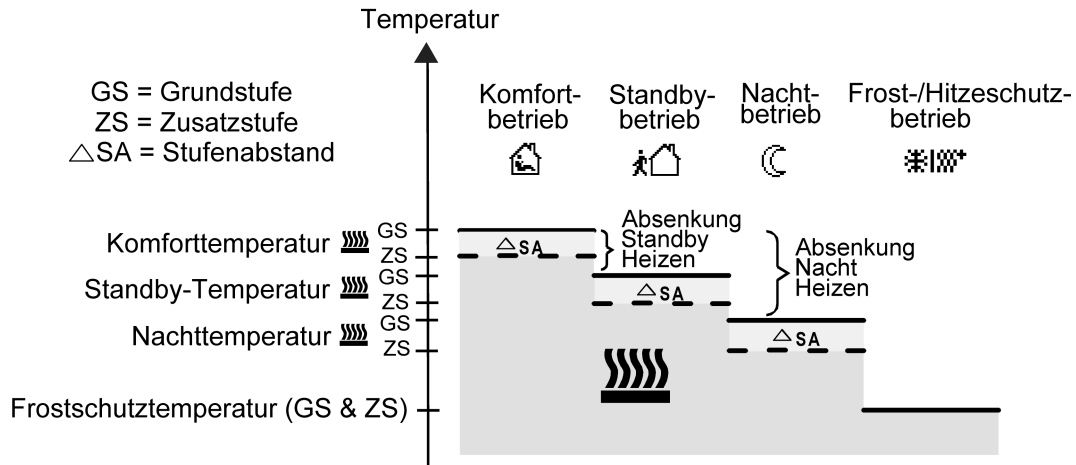 Temperatur
GS = Grundstufe
ZS = Zusatzstufe
△SA = Stufenabstand
Komfort-
betrieb
Standby-
betrieb
Nacht-
betrieb
Frost-/Hitzeschutz-
betrieb
Komforttemperatur
GS
ZS
△SA
Absenkung
Standby
Heizen
Absenkung
Nacht
Heizen
Standby-Temperatur
GS
ZS
△SA
Nachttemperatur
GS
ZS
△SA
Frostschutztemperatur (GS & ZS)